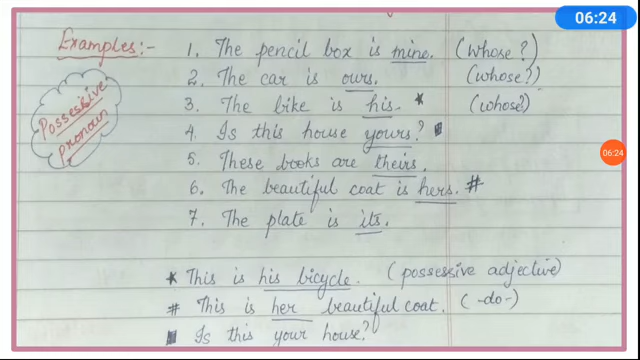 06:24
Examples:-
Possessive
pronoun
1. The pencil box is mine. (whose?)
2. The car is ours. (whose?)
3. The bike is his. * (whose?)
4. Is this house yours?
5. These books are theirs.
6. The beautiful coat is hers. #
7. The plate is its.
* This is his bicycle. (possessive adjective)
# This is her beautiful coat. (-do-)
Is this your house?
06:24